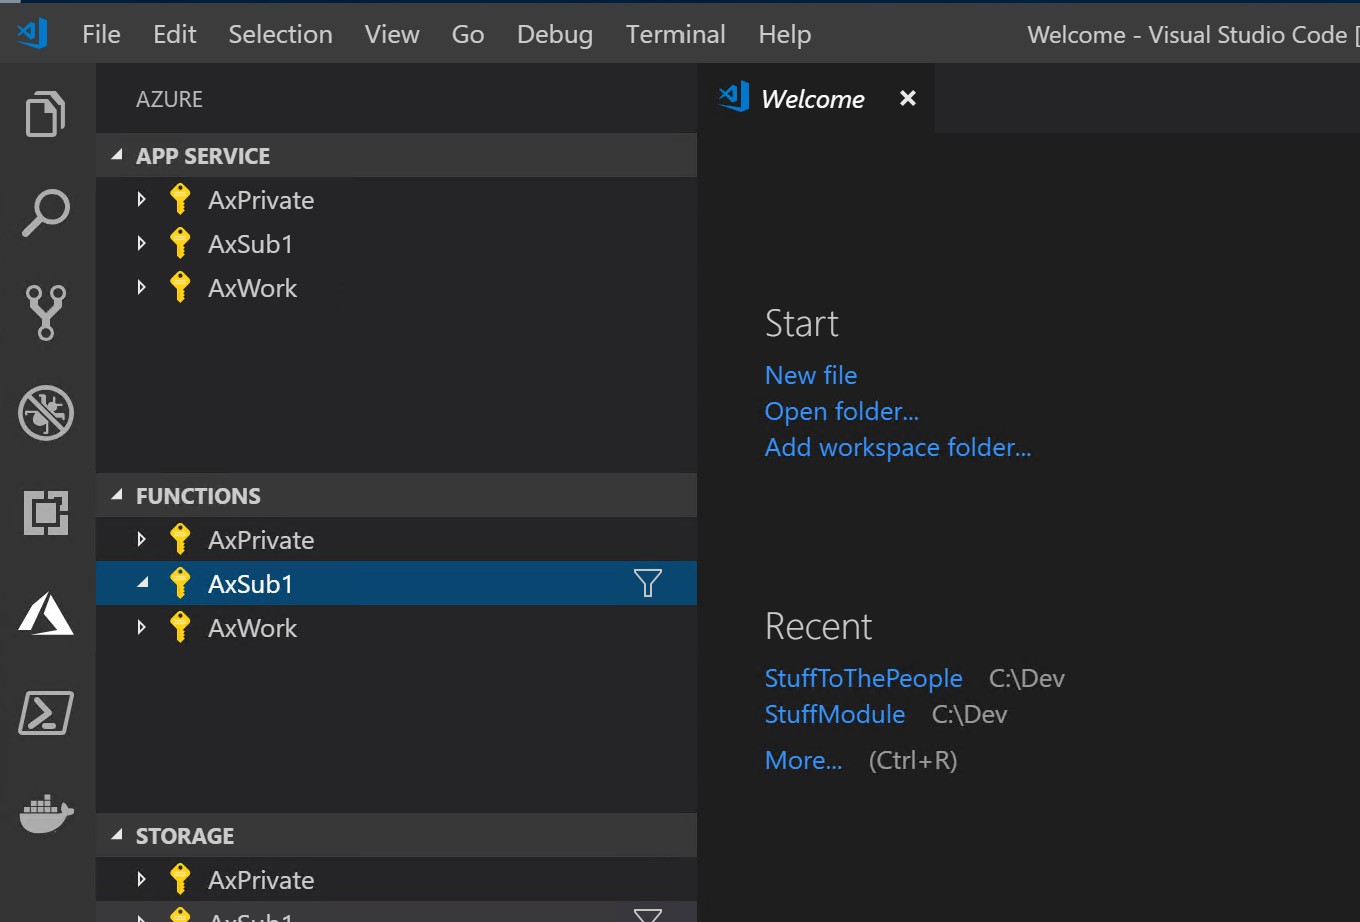 File Edit Selection View Go Debug Terminal Help Welcome - Visual Studio Code [
AZURE
APP SERVICE
AxPrivate
AxSub1
AxWork
FUNCTIONS
AxPrivate
AxSub1
AxWork
STORAGE
AxPrivate
AxSub1
Welcome
Start
New file
Open folder...
Add workspace folder...
Recent
StuffToThePeople C:\Dev
StuffModule C:\Dev
More... (Ctrl+R)